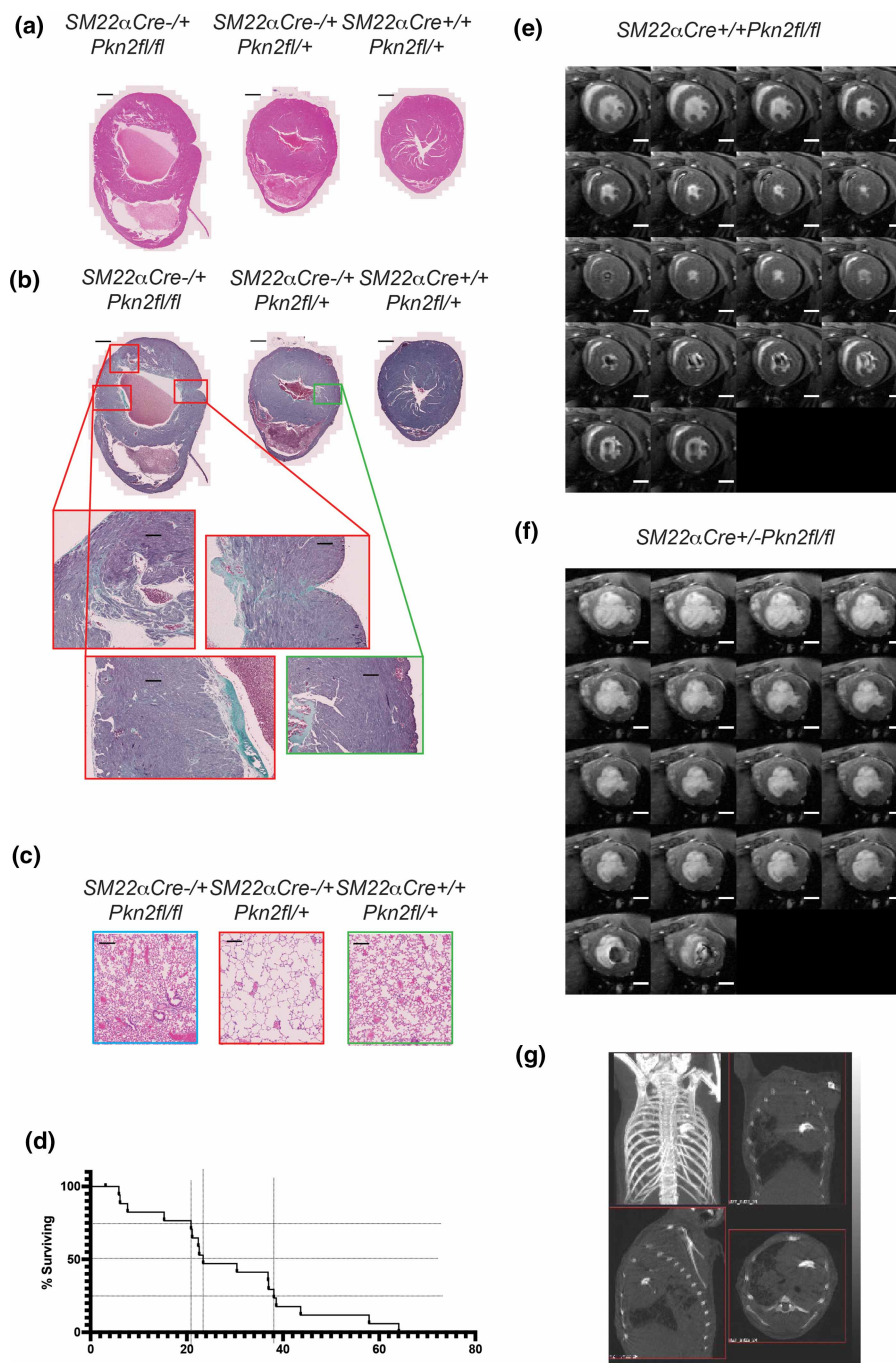 (a)
SM22αCre-/+ SM22αCre-/+ SM22αCre+/+
Pkn2fl/fl Pkn2fl/+ Pkn2fl/+
(b)
SM22αCre-/+ SM22αCre-/+ SM22αCre+/+
Pkn2fl/fl Pkn2fl/+ Pkn2fl/+
(c)
SM22αCre-/+ SM22αCre-/+ SM22αCre+/+
Pkn2fl/fl Pkn2fl/+ Pkn2fl/+
(d)
% Surviving
100
50
0
0 20 40 60 80
(e)
SM22αCre+/+Pkn2fl/fl
(f)
SM22αCre+/-Pkn2fl/fl
(g)